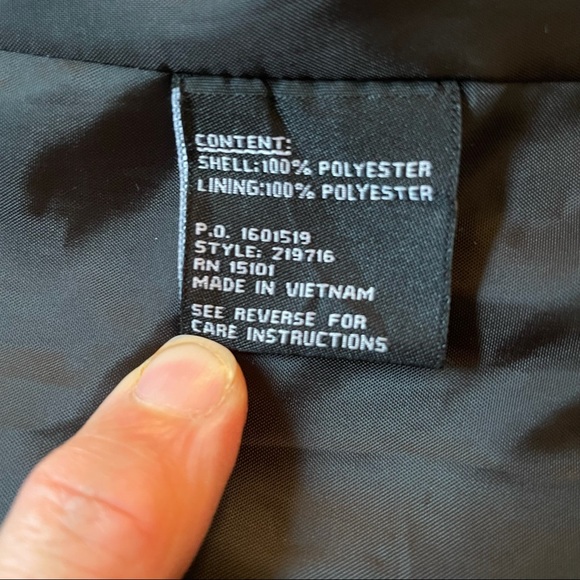 CONTENT:
SHELL:100% POLYESTER
LINING:100% POLYESTER
P.O. 1601519
STYLE: 219716
RN 15101
MADE IN VIETNAM
SEE REVERSE FOR
CARE INSTRUCTIONS